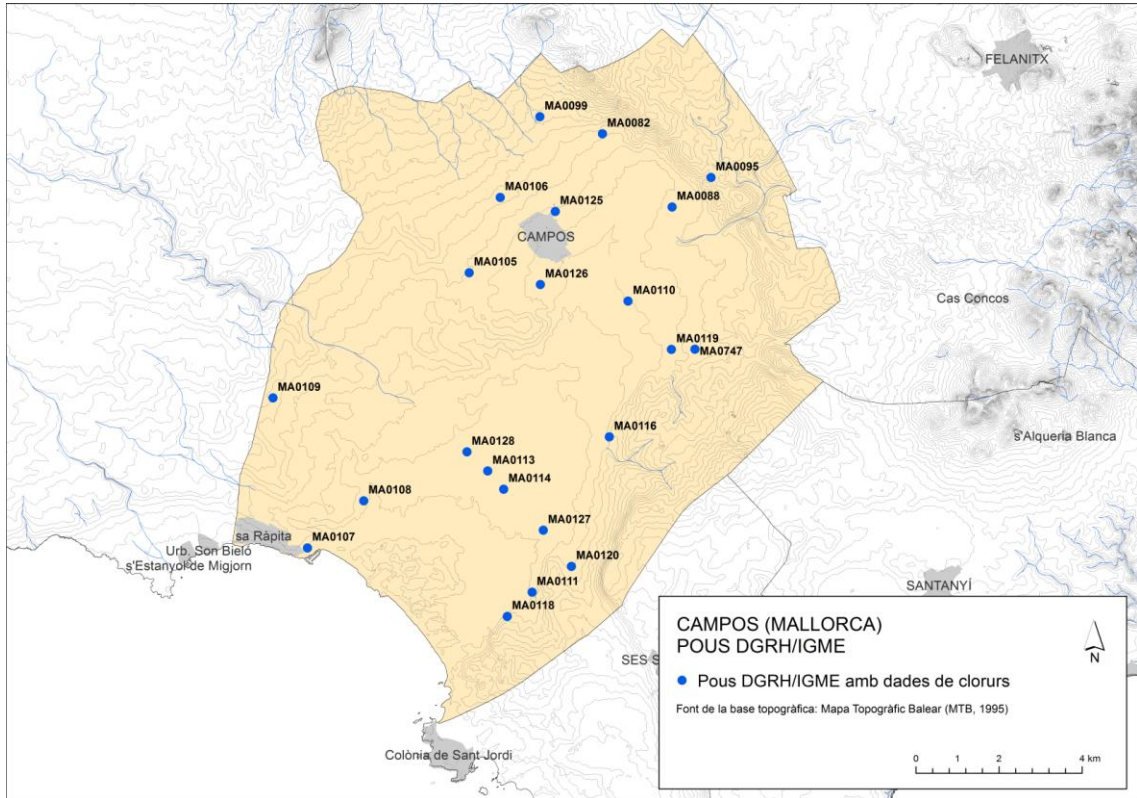 FELANITX
MA0099
MA0082
MA0095
MA0106
MA0125
MA0088
CAMPOS
MA0105
MA0126
MA0110
Cas Concos
MA0119
MA0747
MA0109
MA0116
s'Alqueria Blanca
MA0128
MA0113
MA0114
MA0108
MA0127
sa Ràpita
MA0107
Urb. Son Bieló
s'Estanyol de Migjorn
MA0120
SANTANYÍ
MA0111
MA0118
CAMPOS (MALLORCA)
POUS DGRH/IGME
N
SES S
Pous DGRH/IGME amb dades de clorurs
Font de la base topogràfica: Mapa Topogràfic Balear (MTB, 1995)
Colònia de Sant Jordi
0 1 2 4 km